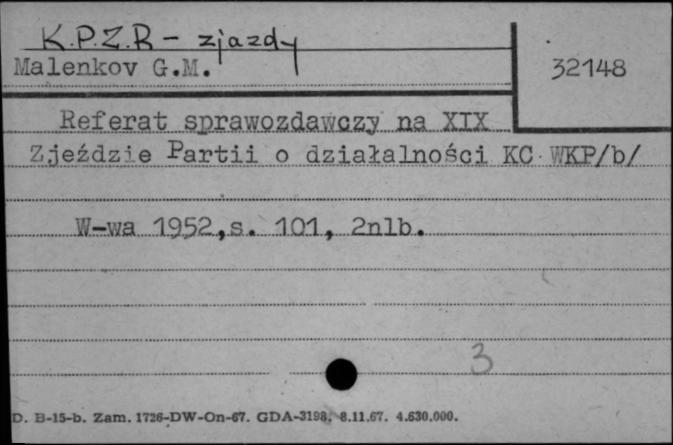 K.P.Z.R - zjazdy
Malenkov G.M.
32148
Referat sprawozdawczy na XIX
Zjeździe Partii o działalności KC WKP/b/
W-wa 1952,s. 101, 2nlb.
3
D. B-15-b. Zam. 1726-DW-On-67. GDA-3198. 8.11.67. 4.630.000.